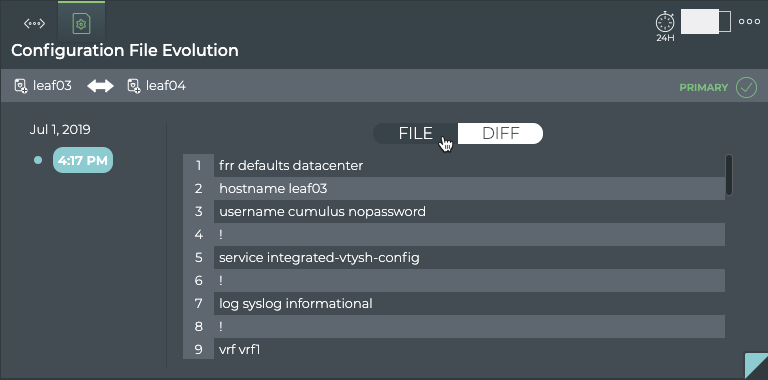 24H
Configuration File Evolution
leaf03 leaf04 PRIMARY
Jul 1, 2019
4:17 PM
FILE DIFF
1 frr defaults datacenter
2 hostname leaf03
3 username cumulus nopassword
4 !
5 service integrated-vtysh-config
6 !
7 log syslog informational
8 !
9 vrf vrf1